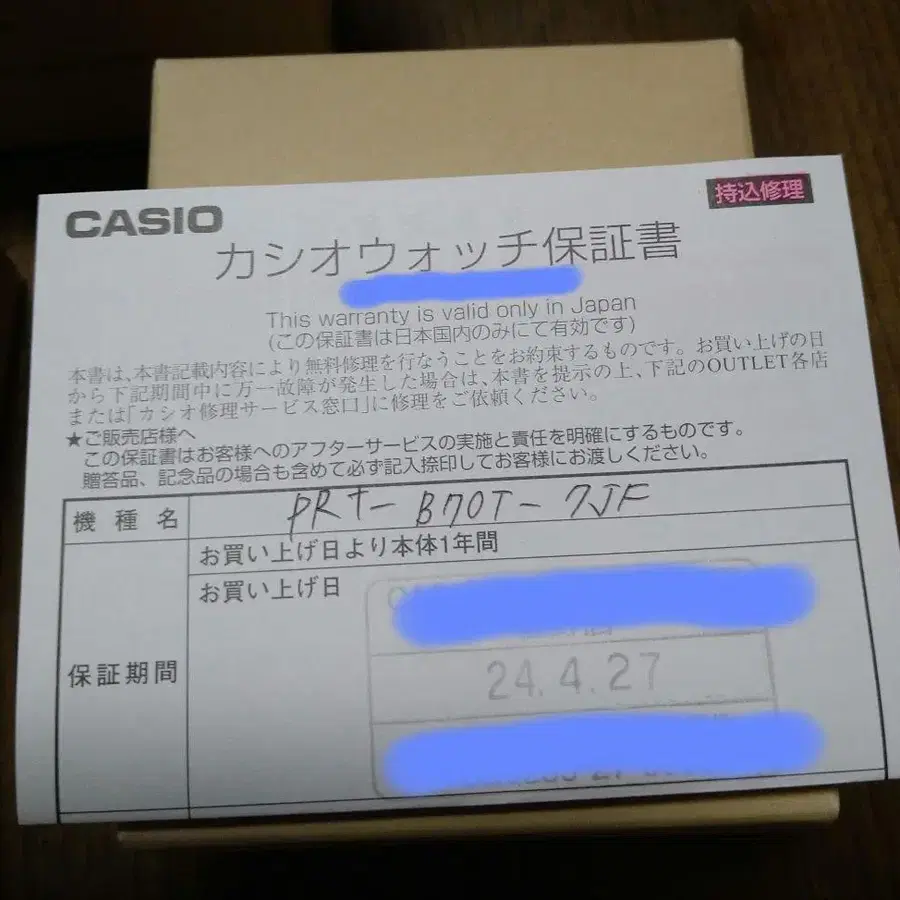 CASIO
持込修理
カシオウォッチ保証書
This warranty is valid only in Japan
(この保証書は日本国内のみにて有効です)
本書は、本書記載内容により無料修理を行なうことをお約束するものです。お買い上げの日
から下記期間中に万一故障が発生した場合は、本書を提示の上、下記のOUTLET各店
または「カシオ修理サービス窓口」に修理をご依頼ください。
★ご販売店様へ
この保証書はお客様へのアフターサービスの実施と責任を明確にするものです。
贈答品、記念品の場合も含めて必ず記入捺印してお客様にお渡しください。
機種名
PRT-B70T-7JF
お買い上げ日より本体1年間
お買い上げ日
保証期間
24.4.27